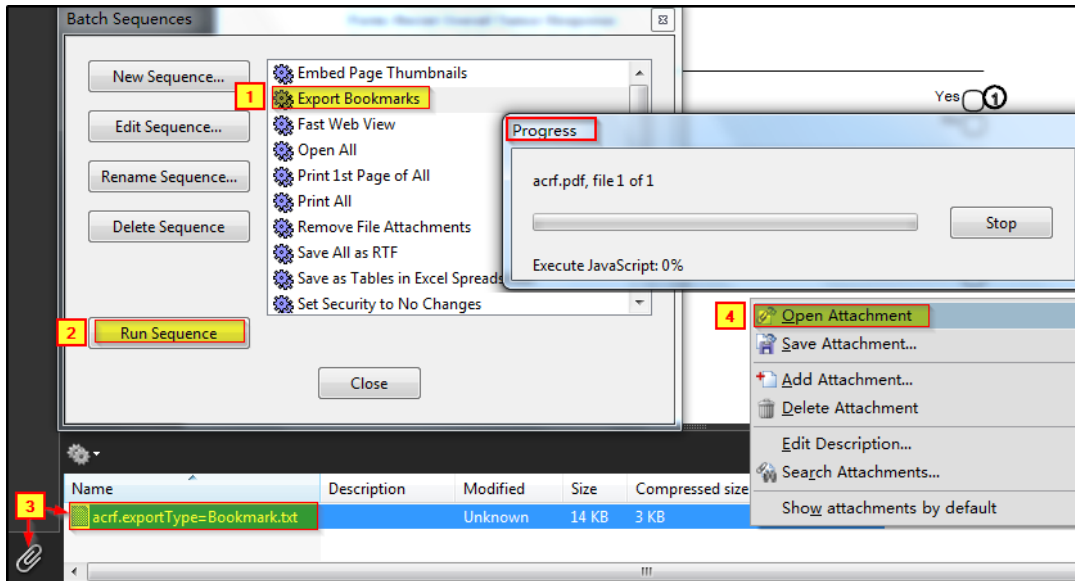 Batch Sequences
New Sequence...
Edit Sequence...
Rename Sequence...
Delete Sequence
2
Run Sequence
Close
1
Embed Page Thumbnails
Export Bookmarks
Fast Web View
Open All
Print 1st Page of All
Print All
Remove File Attachments
Save All as RTF
Save as Tables in Excel Spreads
Set Security to No Changes
Yes 1
Progress
acrf.pdf, file 1 of 1
Stop
Execute JavaScript: 0%
4
Open Attachment
Save Attachment...
Add Attachment...
Delete Attachment
Edit Description...
Search Attachments...
Show attachments by default
Name Description Modified Size Compressed size
3
acrf.exportType=Bookmark.txt Unknown 14 KB 3 KB